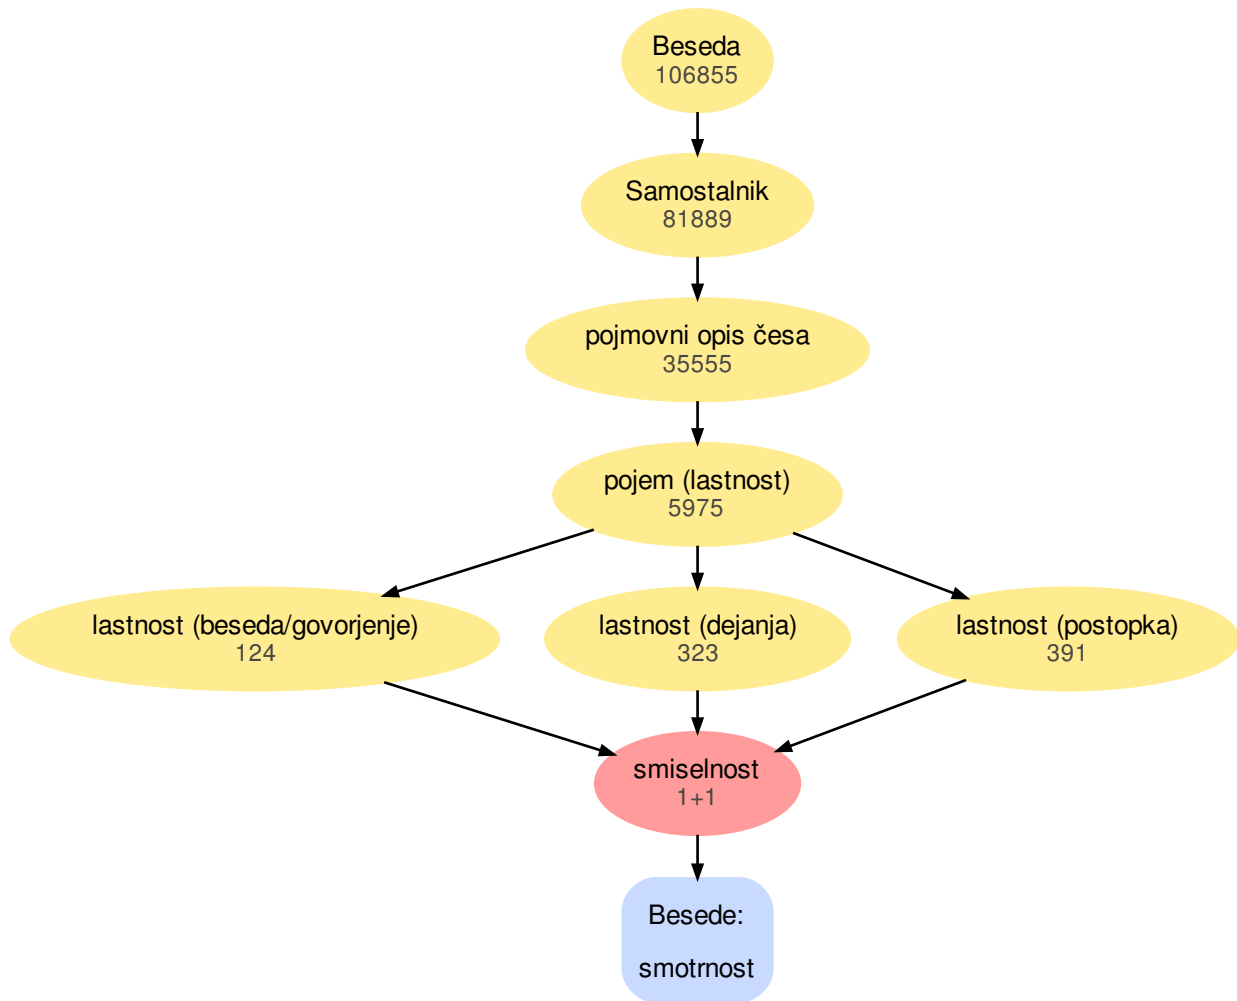 Beseda
106855
Samostalnik
81889
pojmovni opis česa
35555
pojem (lastnost)
5975
lastnost (beseda/govorjenje)
124
lastnost (dejanja)
323
lastnost (postopka)
391
smiselnost
1+1
Besede:
smotrnost